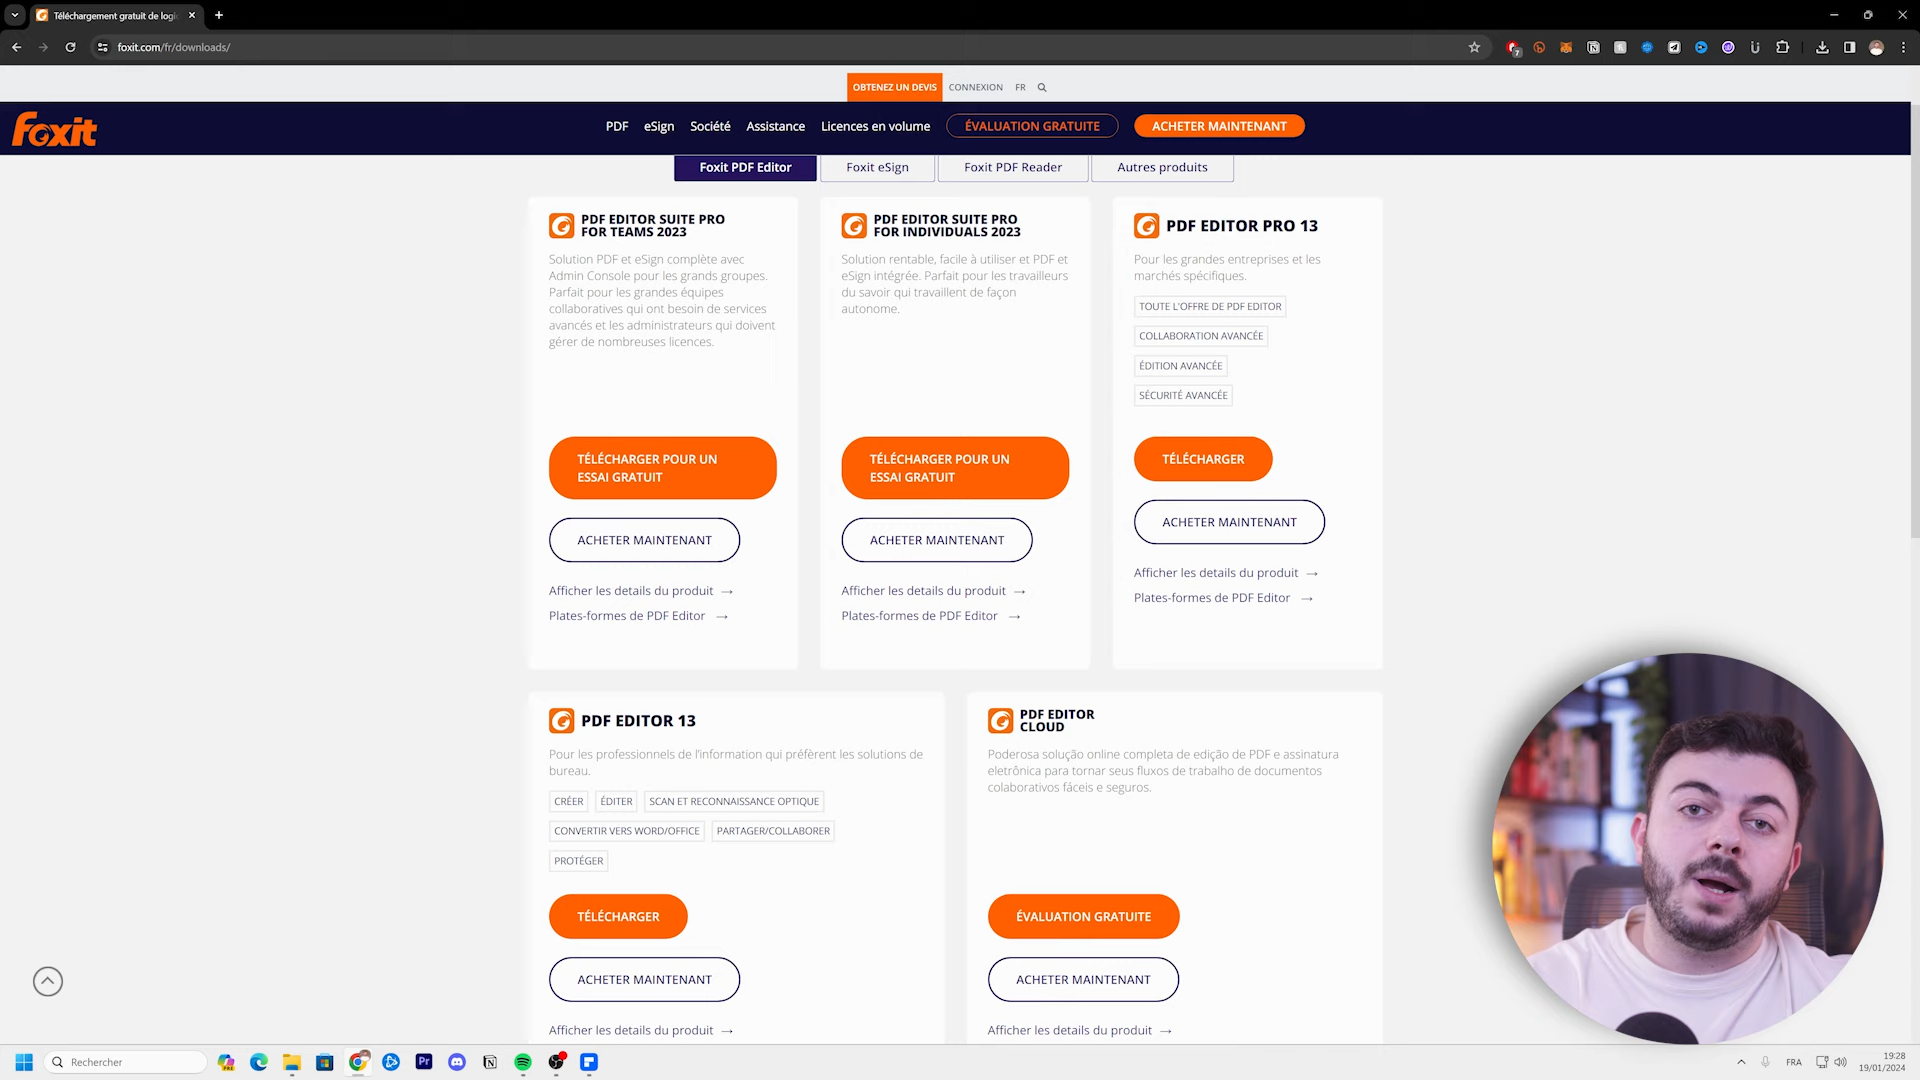 Téléchargement gratuit de logi
foxit.com/fr/downloads/
7
OBTENEZ UN DEVIS CONNEXION FR
Foxit
PDF eSign Société Assistance Licences en volume ÉVALUATION GRATUITE ACHETER MAINTENANT
Foxit PDF Editor Foxit eSign Foxit PDF Reader Autres produits
PDF EDITOR SUITE PRO
FOR TEAMS 2023
Solution PDF et eSign complète avec
Admin Console pour les grands groupes.
Parfait pour les grandes équipes
collaboratives qui ont besoin de services
avancés et les administrateurs qui doivent
gérer de nombreuses licences.
TÉLÉCHARGER POUR UN
ESSAI GRATUIT
ACHETER MAINTENANT
Afficher les details du produit →
Plates-formes de PDF Editor →
PDF EDITOR SUITE PRO
FOR INDIVIDUALS 2023
Solution rentable, facile à utiliser et PDF et
eSign intégrée. Parfait pour les travailleurs
du savoir qui travaillent de façon
autonome.
TÉLÉCHARGER POUR UN
ESSAI GRATUIT
ACHETER MAINTENANT
Afficher les details du produit →
Plates-formes de PDF Editor →
PDF EDITOR PRO 13
Pour les grandes entreprises et les
marchés spécifiques.
TOUTE L'OFFRE DE PDF EDITOR
COLLABORATION AVANCÉE
ÉDITION AVANCÉE
SÉCURITÉ AVANCÉE
TÉLÉCHARGER
ACHETER MAINTENANT
Afficher les details du produit →
Plates-formes de PDF Editor →
PDF EDITOR 13
Pour les professionnels de l'information qui préfèrent les solutions de
bureau.
CRÉER ÉDITER SCAN ET RECONNAISSANCE OPTIQUE
CONVERTIR VERS WORD/OFFICE PARTAGER/COLLABORER
PROTÉGER
TÉLÉCHARGER
ACHETER MAINTENANT
Afficher les details du produit →
PDF EDITOR
CLOUD
Poderosa solução online completa de edição de PDF e assinatura
eletrônica para tornar seus fluxos de trabalho de documentos
colaborativos fáceis e seguros.
ÉVALUATION GRATUITE
ACHETER MAINTENANT
Afficher les details du produit →
Rechercher
Pr
FRA
19:28
19/01/2024